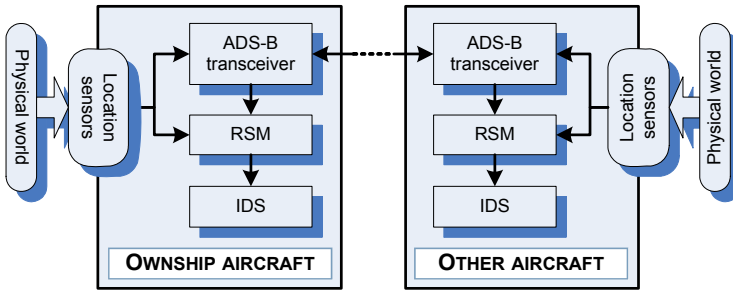 Physical world
Location
sensors
ADS-B
transceiver
RSM
IDS
OWNSHIP AIRCRAFT
ADS-B
transceiver
RSM
IDS
OTHER AIRCRAFT
Location
sensors
Physical world